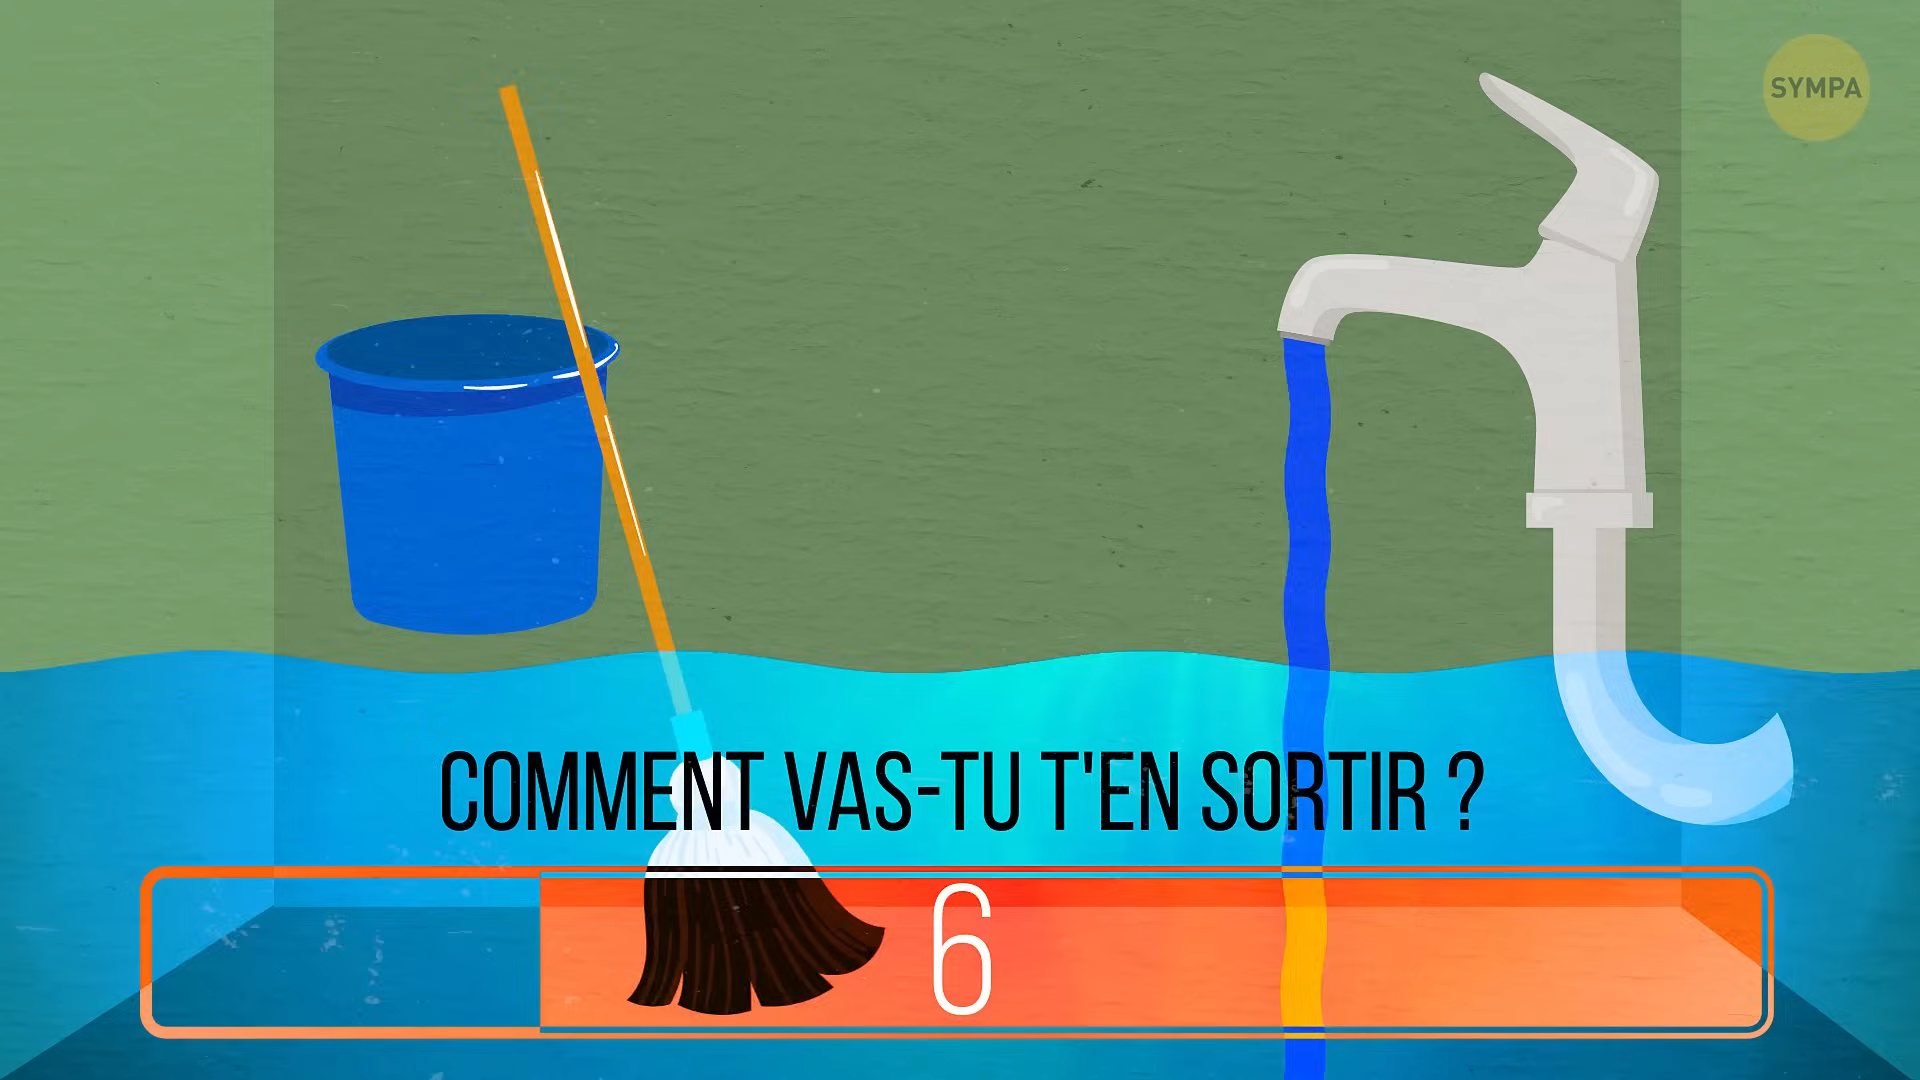 SYMPA
COMMENT VAS-TU T'EN SORTIR ?
6